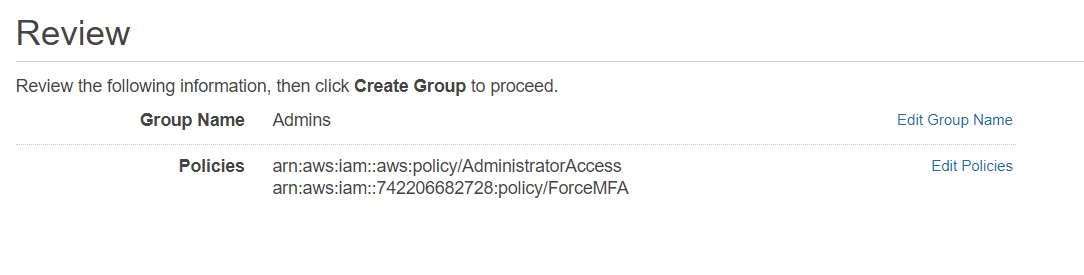 Review
Review the following information, then click Create Group to proceed.
Group Name Admins Edit Group Name
Policies arn:aws:iam::aws:policy/AdministratorAccess Edit Policies
arn:aws:iam::742206682728:policy/ForceMFA